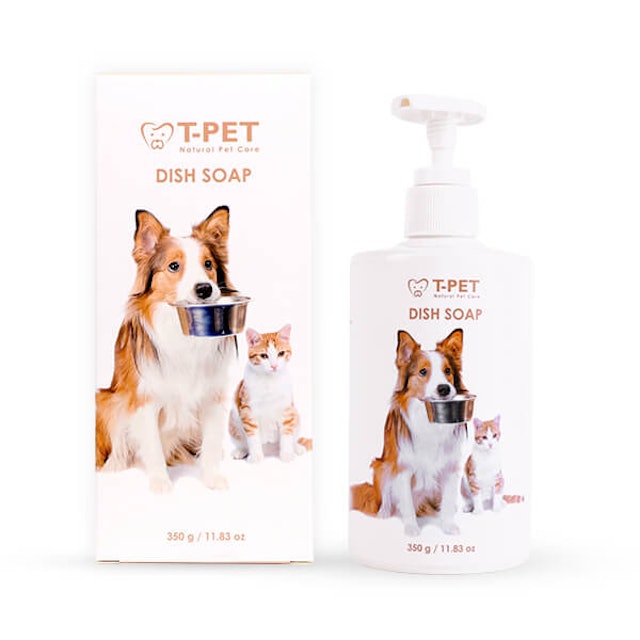 T-PET
Natural Pet Care
DISH SOAP
350 g / 11.83 oz
T-PET
Natural Pet Care
DISH SOAP
350 g / 11.83 oz